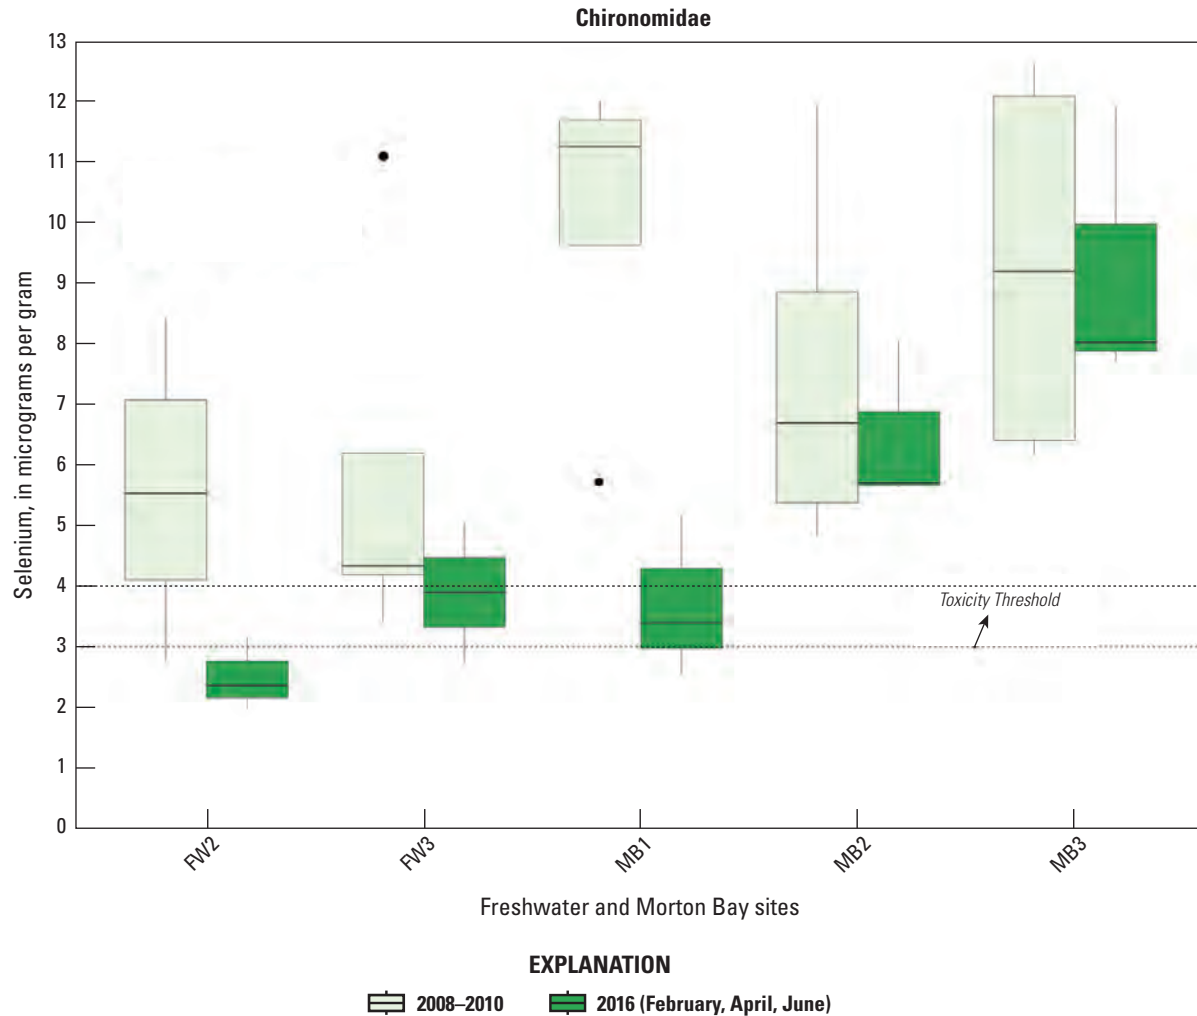 Chironomidae
13
12
11
10
9
8
7
6
5
4
3
2
1
0
Selenium, in micrograms per gram
Toxicity Threshold
FW2
FW3
MB1
MB2
MB3
Freshwater and Morton Bay sites
EXPLANATION
2008–2010
2016 (February, April, June)